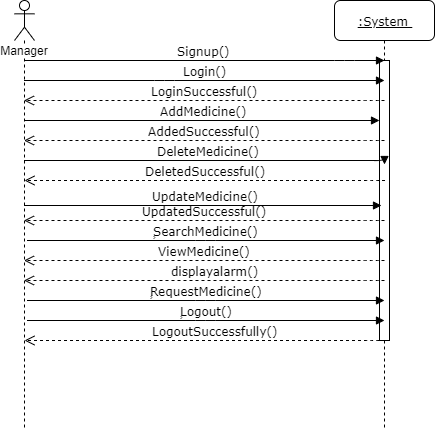 :System
Manager
Signup()
Login()
LoginSuccessful()
AddMedicine()
AddedSuccessful()
DeleteMedicine()
DeletedSuccessful()
UpdateMedicine()
UpdatedSuccessful()
SearchMedicine()
ViewMedicine()
displayalarm()
RequestMedicine()
Logout()
LogoutSuccessfully()